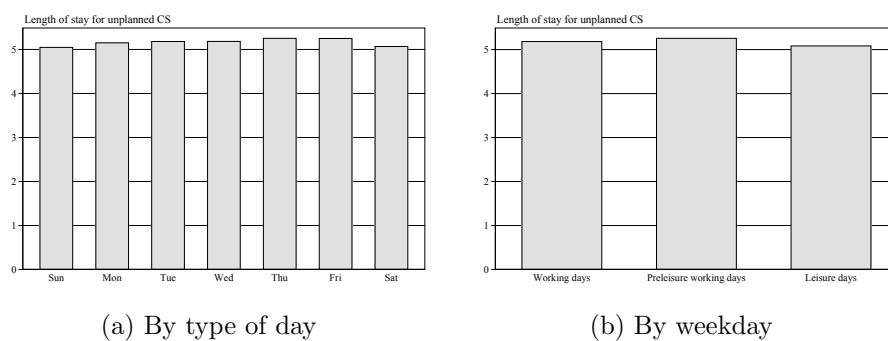 Length of stay for unplanned CS
5
4
3
2
1
0
Sun Mon Tue Wed Thu Fri Sat
(a) By type of day
Length of stay for unplanned CS
5
4
3
2
1
0
Working days Preleisure working days Leisure days
(b) By weekday